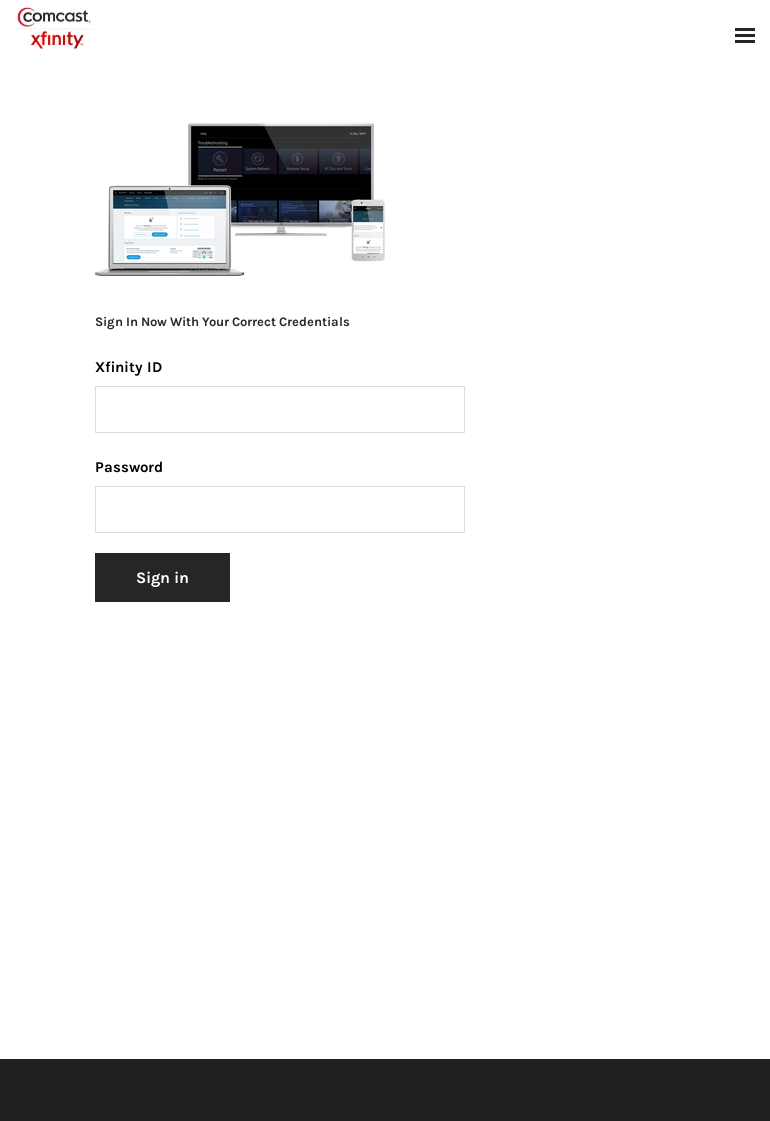 Comcast
xfinity
Help
Troubleshooting
Restart
System Refresh
Remote Setup
X1 Tips and Tricks
Sign In Now With Your Correct Credentials
Xfinity ID
Password
Sign in